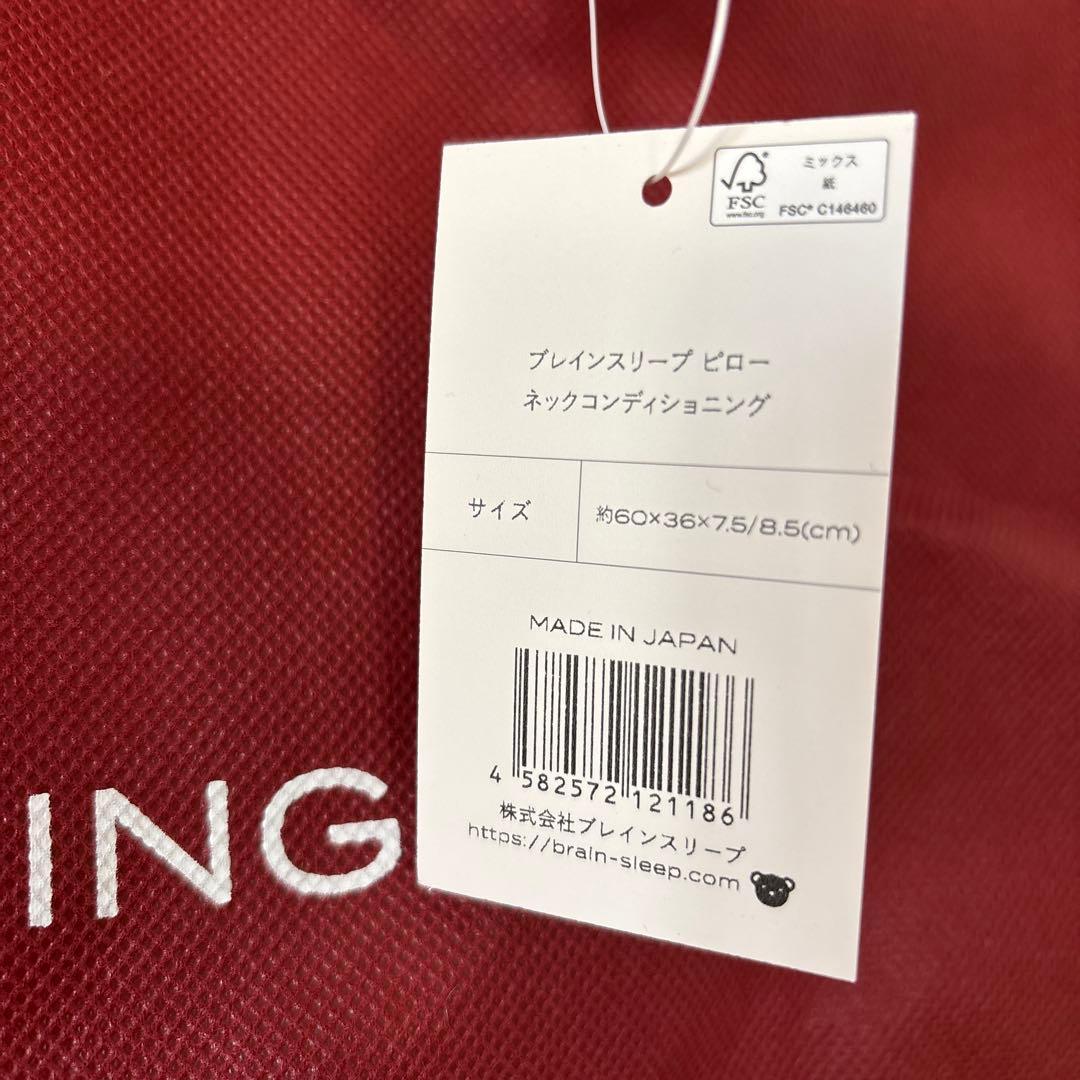 FSC®
www.fsc.org
ミックス
紙
FSC® C146460
ブレインスリープ ピロー
ネックコンディショニング
サイズ
約60×36×7.5/8.5(cm)
MADE IN JAPAN
4 582572 121186
株式会社ブレインスリープ
https://brain-sleep.com
ING